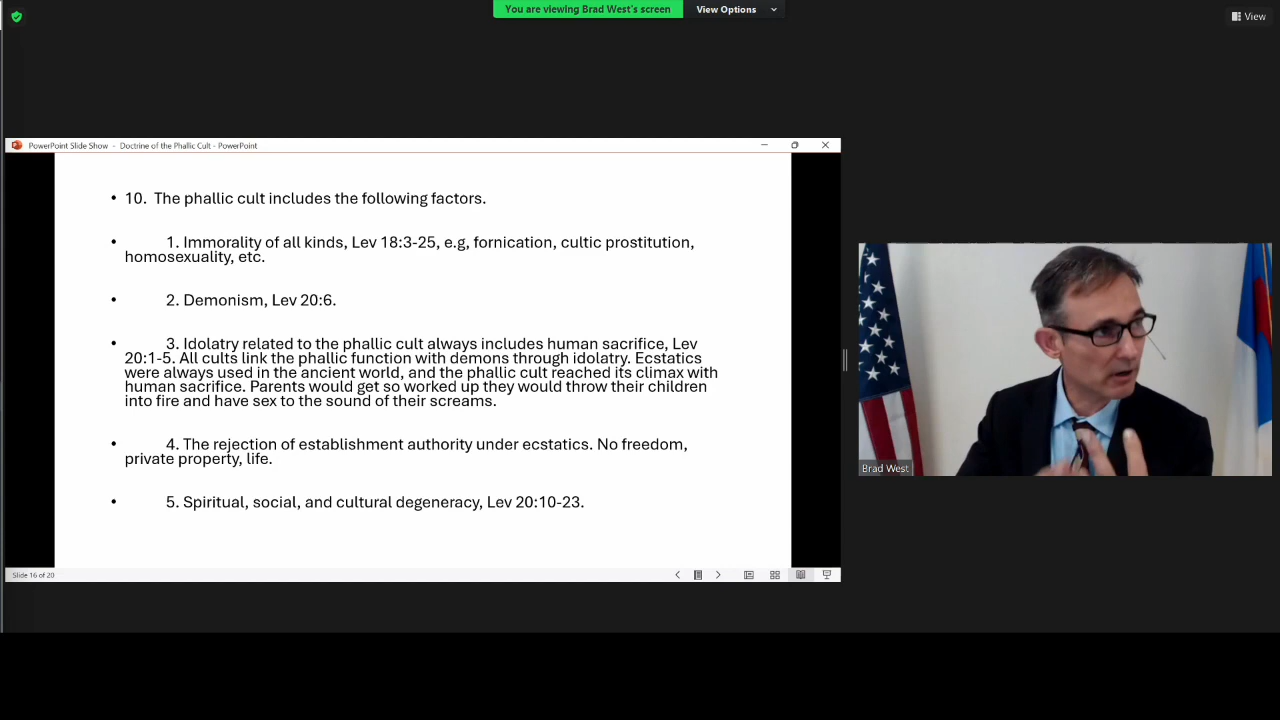 You are viewing Brad West's screen
View Options
View
PowerPoint Slide Show - Doctrine of the Phallic Cult - PowerPoint
• 10. The phallic cult includes the following factors.
• 1. Immorality of all kinds, Lev 18:3-25, e.g, fornication, cultic prostitution,
homosexuality, etc.
• 2. Demonism, Lev 20:6.
• 3. Idolatry related to the phallic cult always includes human sacrifice, Lev
20:1-5. All cults link the phallic function with demons through idolatry. Ecstatics
were always used in the ancient world, and the phallic cult reached its climax with
human sacrifice. Parents would get so worked up they would throw their children
into fire and have sex to the sound of their screams.
• 4. The rejection of establishment authority under ecstatics. No freedom,
private property, life.
• 5. Spiritual, social, and cultural degeneracy, Lev 20:10-23.
Slide 16 of 20
Brad West